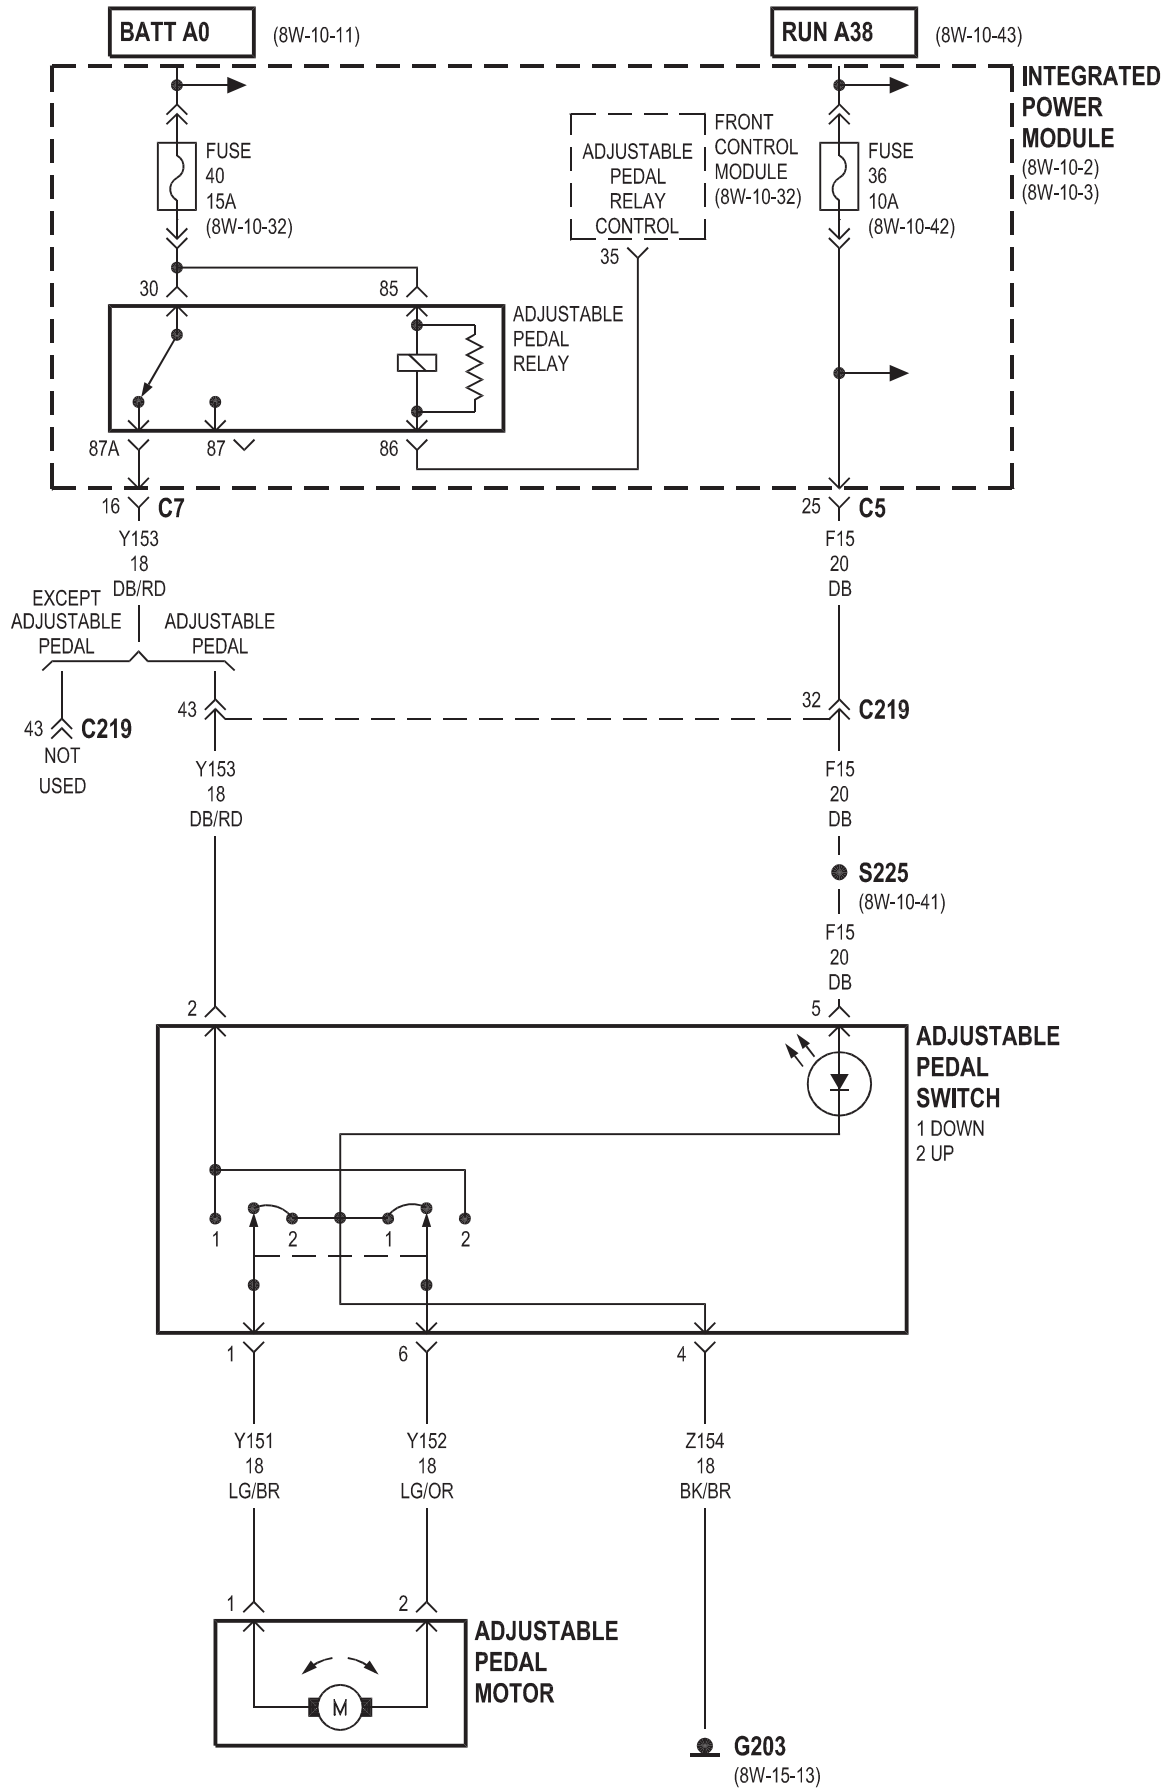 BATT A0
(8W-10-11)
RUN A38
(8W-10-43)
INTEGRATED
POWER
MODULE
(8W-10-2)
(8W-10-3)
FUSE
40
15A
(8W-10-32)
ADJUSTABLE
PEDAL
RELAY
CONTROL
FRONT
CONTROL
MODULE
(8W-10-32)
35
FUSE
36
10A
(8W-10-42)
30
85
ADJUSTABLE
PEDAL
RELAY
87A
87
86
16
C7
25
C5
Y153
18
DB/RD
F15
20
DB
EXCEPT
ADJUSTABLE
PEDAL
ADJUSTABLE
PEDAL
43
C219
NOT
USED
43
32
C219
Y153
18
DB/RD
F15
20
DB
S225
(8W-10-41)
F15
20
DB
2
5
ADJUSTABLE
PEDAL
SWITCH
1 DOWN
2 UP
1
2
1
2
1
6
4
Y151
18
LG/BR
Y152
18
LG/OR
Z154
18
BK/BR
1
2
ADJUSTABLE
PEDAL
MOTOR
M
G203
(8W-15-13)